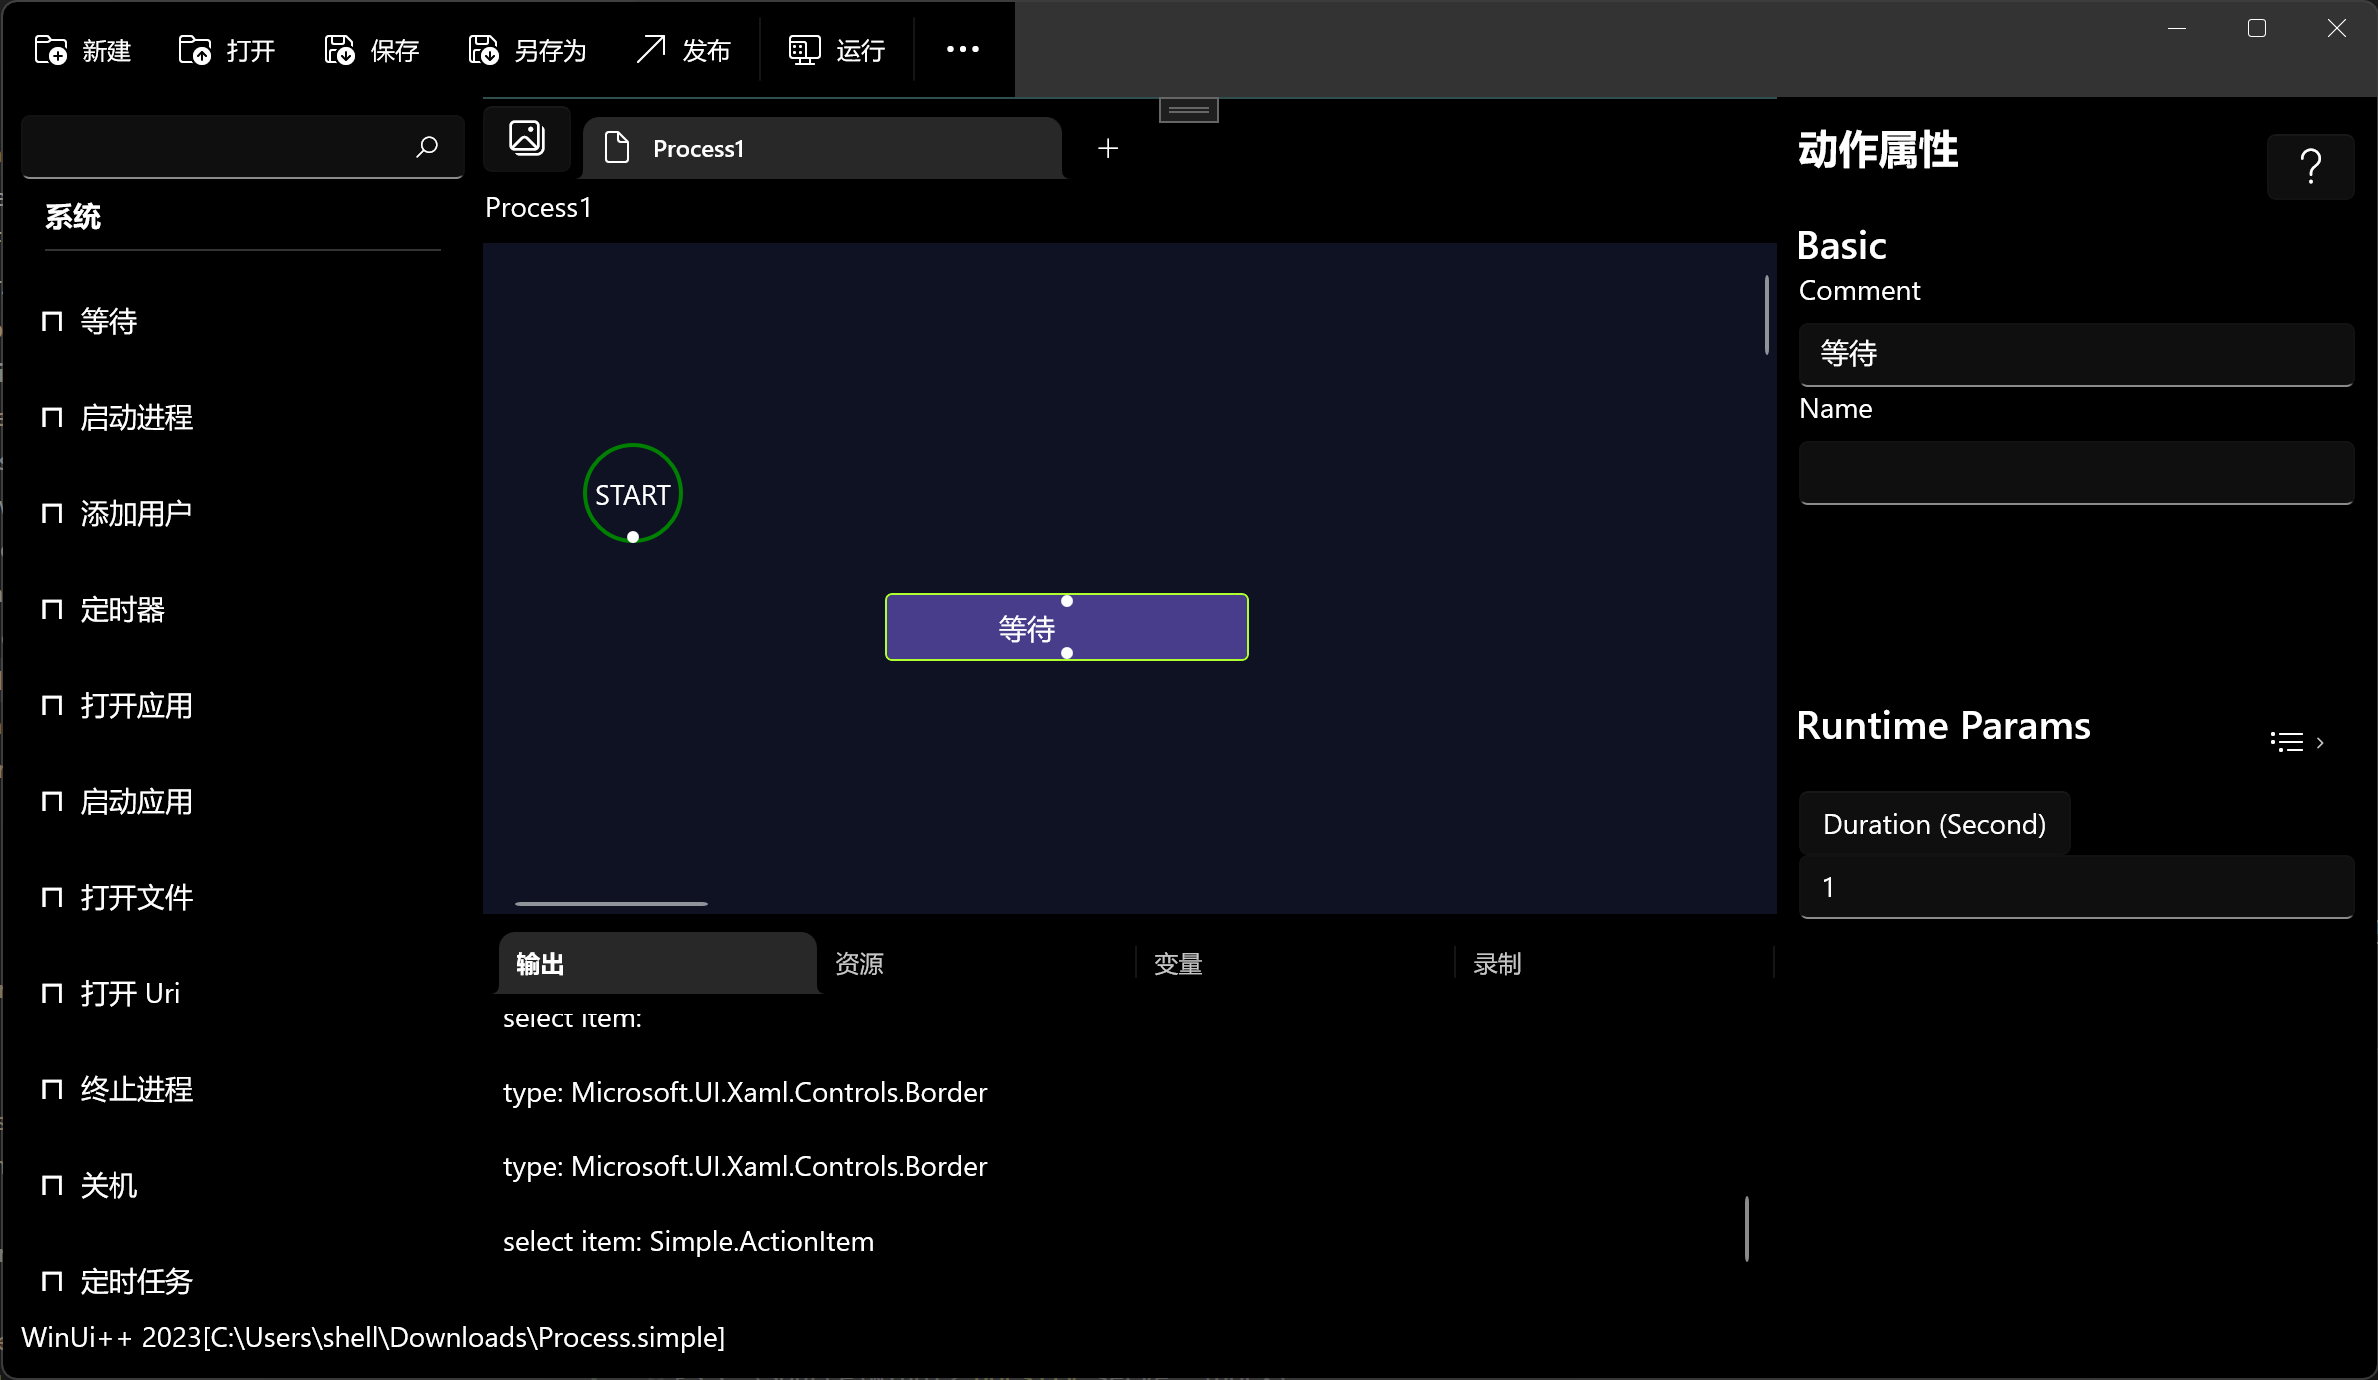 新建 打开 保存 另存为 发布 运行
Process1
Process1
系统
等待
启动进程
添加用户
定时器
打开应用
启动应用
打开文件
打开 Uri
终止进程
关机
定时任务
START
等待
输出 资源 变量 录制
select item:
type: Microsoft.UI.Xaml.Controls.Border
type: Microsoft.UI.Xaml.Controls.Border
select item: Simple.ActionItem
动作属性
Basic
Comment
等待
Name
Runtime Params
Duration (Second)
1
WinUi++ 2023[C:\Users\shell\Downloads\Process.simple]